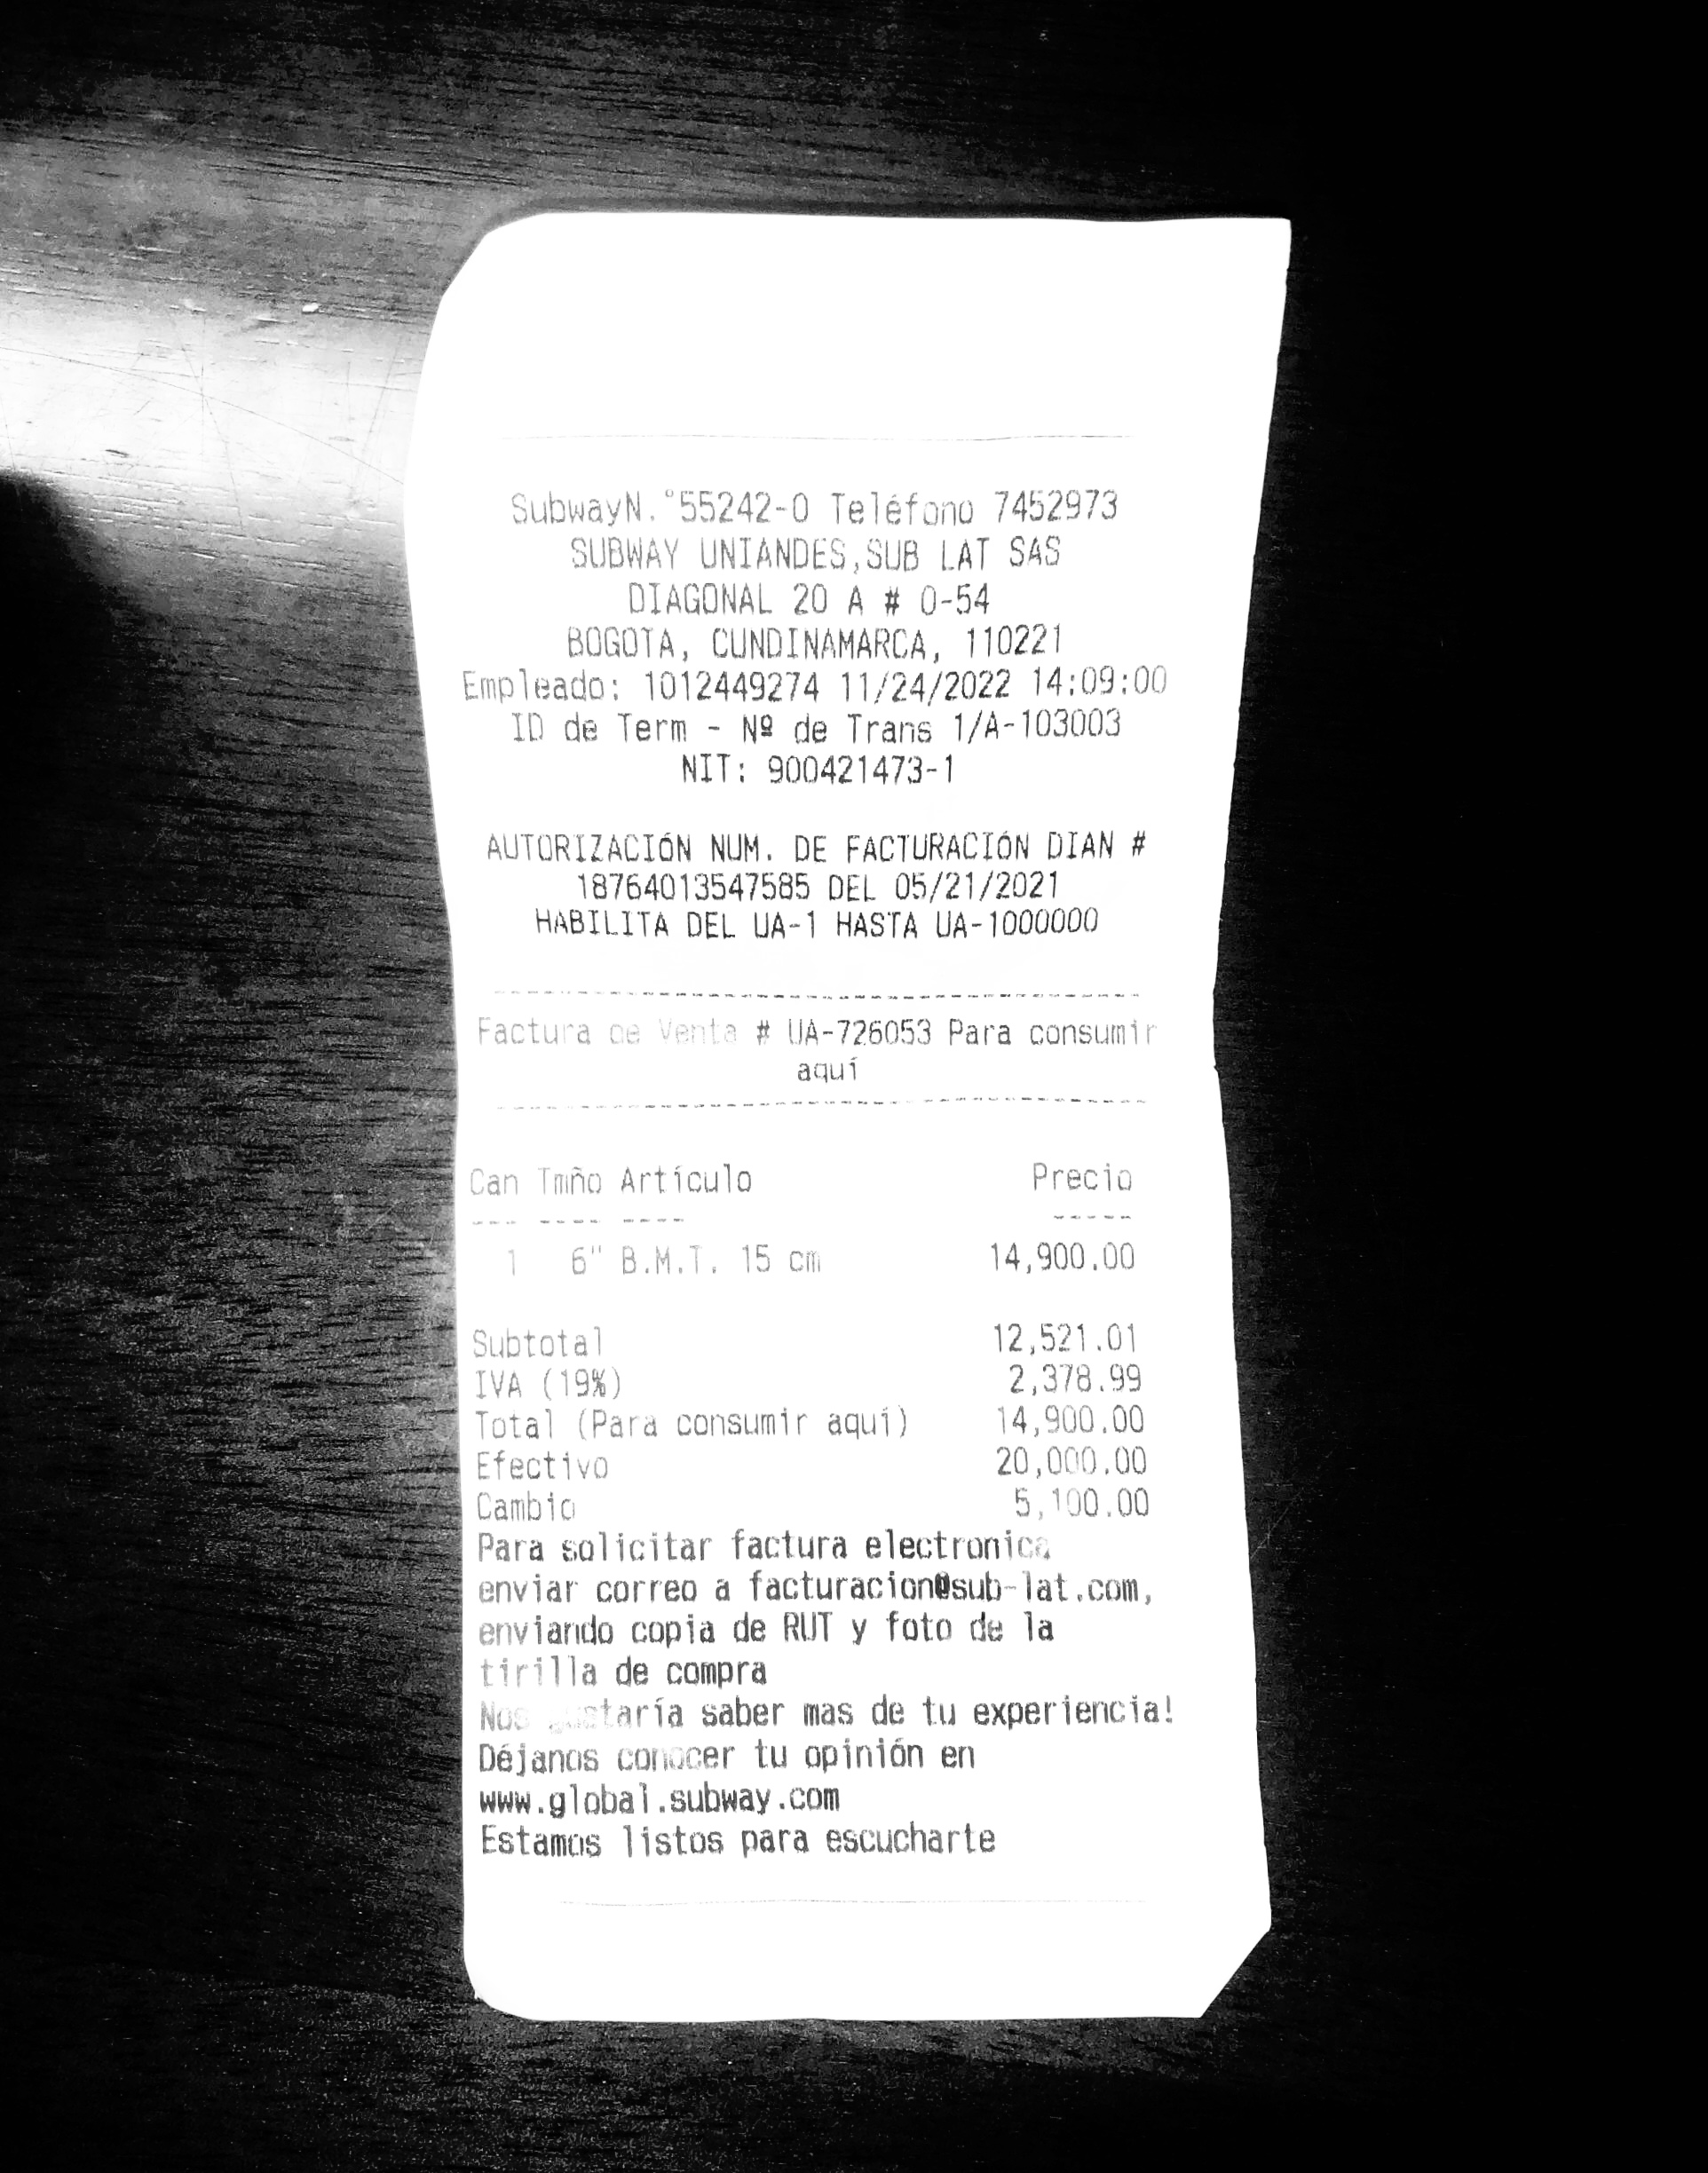 SubwayN.°55242-0 Teléfono 7452973
SUBWAY UNIANDES,SUB LAT SAS
DIAGONAL 20 A # 0-54
BOGOTA, CUNDINAMARCA, 110221
Empleado: 1012449274 11/24/2022 14:09:00
ID de Term - Nº de Trans 1/A-103003
NIT: 900421473-1
AUTORIZACIÓN NUM. DE FACTURACIÓN DIAN #
18764013547585 DEL 05/21/2021
HABILITA DEL UA-1 HASTA UA-1000000
Factura de Venta # UA-726053 Para consumir
aquí
Can Tmño Artículo Precio
1 6" B.M.T. 15 cm 14,900.00
Subtotal 12,521.01
IVA (19%) 2,378.99
Total (Para consumir aquí) 14,900.00
Efectivo 20,000.00
Cambio 5,100.00
Para solicitar factura electronica
enviar correo a facturacion@sub-lat.com,
enviando copia de RUT y foto de la
tirilla de compra
Nos gustaría saber mas de tu experiencia!
Déjanos conocer tu opinión en
www.global.subway.com
Estamos listos para escucharte